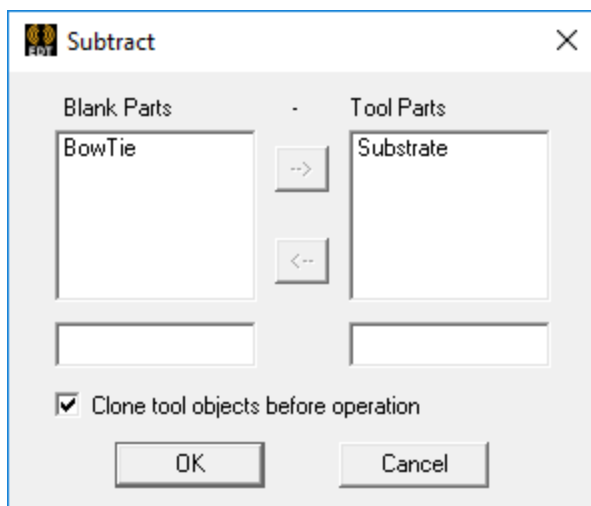 EDT Subtract
Blank Parts - Tool Parts
BowTie Substrate
-->
<--
Clone tool objects before operation
OK Cancel